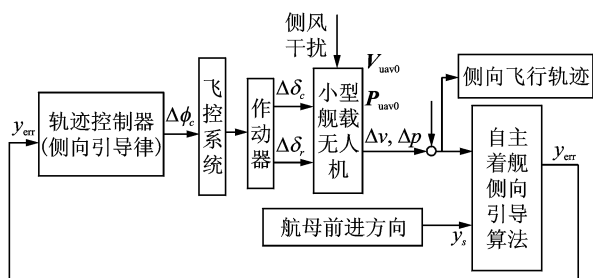 侧风
干扰
V_uav0
P_uav0
侧向飞行轨迹
y_err
轨迹控制器
(侧向引导律)
Δϕ_c
飞控系统
作动器
Δδ_c
Δδ_r
小型
舰载
无人
机
Δv, Δp
自主
着舰
侧向
引导
算法
y_err
航母前进方向
y_s